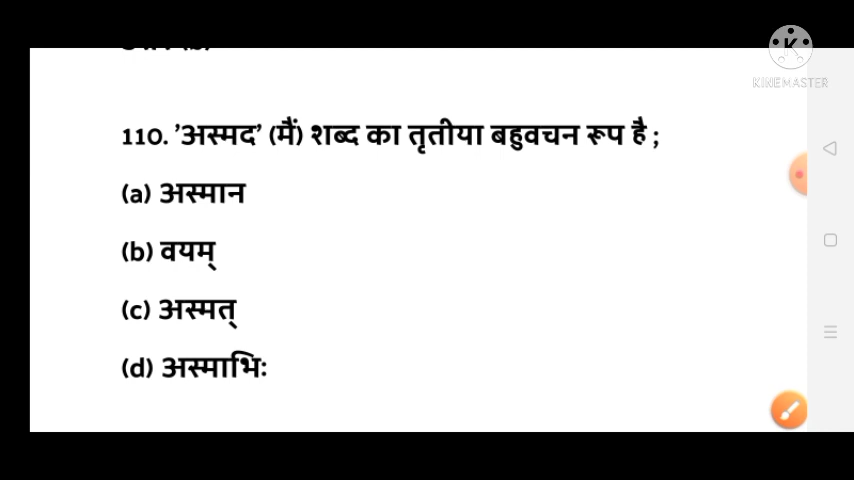 KINEMASTER
110. ’अस्मद’ (मैं) शब्द का तृतीया बहुवचन रूप है ;
(a) अस्मान
(b) वयम्
(c) अस्मत्
(d) अस्माभिः